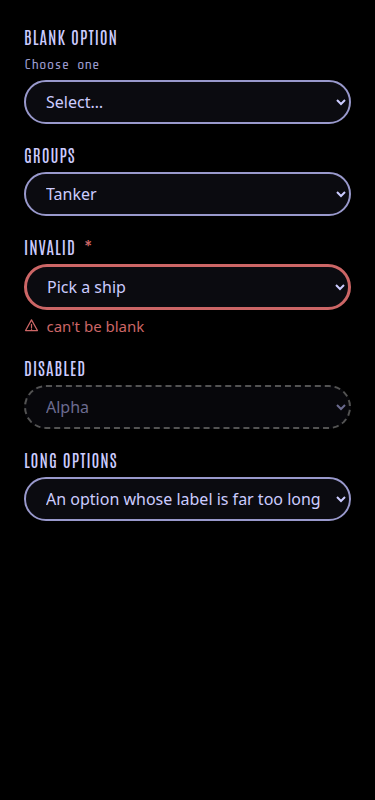 BLANK OPTION
Choose one
Select...
GROUPS
Tanker
INVALID *
Pick a ship
can't be blank
DISABLED
Alpha
LONG OPTIONS
An option whose label is far too long